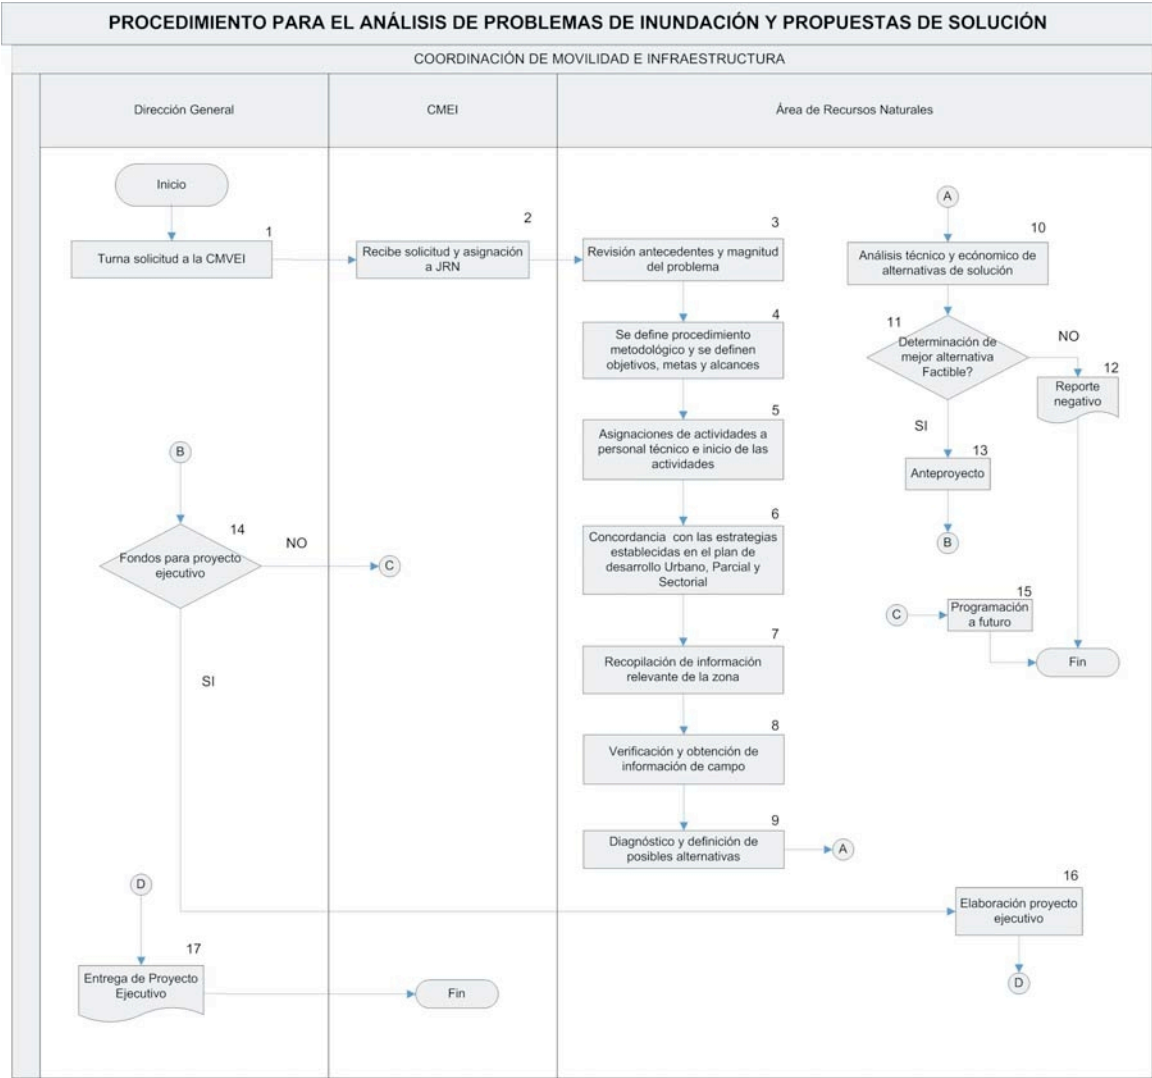 PROCEDIMIENTO PARA EL ANÁLISIS DE PROBLEMAS DE INUNDACIÓN Y PROPUESTAS DE SOLUCIÓN
COORDINACIÓN DE MOVILIDAD E INFRAESTRUCTURA
Dirección General
CMEI
Área de Recursos Naturales
Inicio
1
Turna solicitud a la CMVEI
2
Recibe solicitud y asignación
a JRN
3
Revisión antecedentes y magnitud
del problema
4
Se define procedimiento
metodológico y se definen
objetivos, metas y alcances
5
Asignaciones de actividades a
personal técnico e inicio de las
actividades
6
Concordancia con las estrategias
establecidas en el plan de
desarrollo Urbano, Parcial y
Sectorial
7
Recopilación de información
relevante de la zona
8
Verificación y obtención de
información de campo
9
Diagnóstico y definición de
posibles alternativas
A
A
10
Análisis técnico y ecónomico de
alternativas de solución
11
Determinación de
mejor alternativa
Factible?
NO
12
Reporte
negativo
SI
13
Anteproyecto
B
B
14
Fondos para proyecto
ejecutivo
NO
C
SI
C
15
Programación
a futuro
Fin
16
Elaboración proyecto
ejecutivo
D
D
17
Entrega de Proyecto
Ejecutivo
Fin